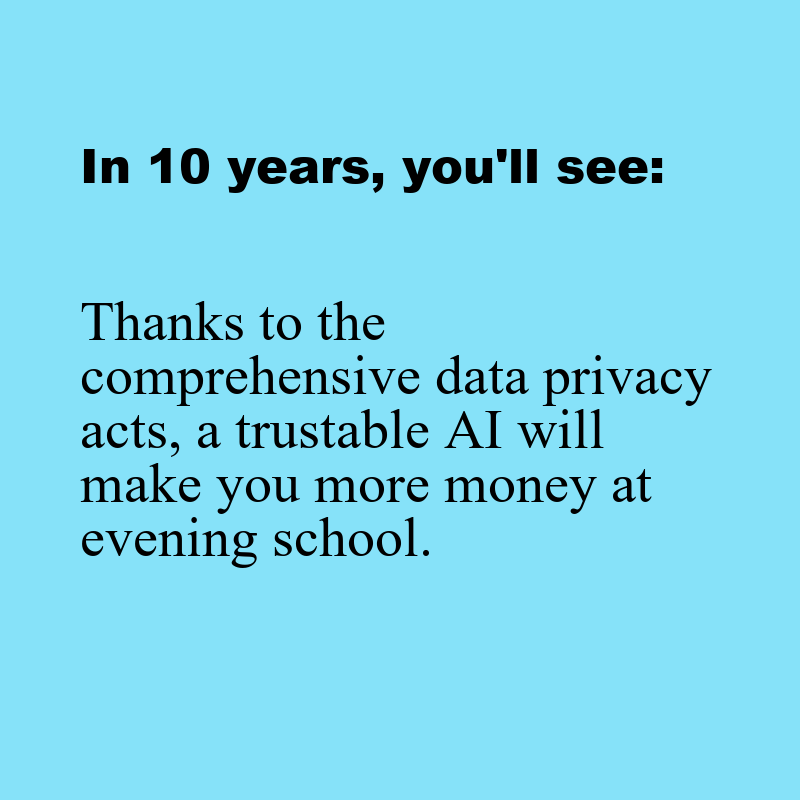 In 10 years, you'll see:
Thanks to the
comprehensive data privacy
acts, a trustable AI will
make you more money at
evening school.